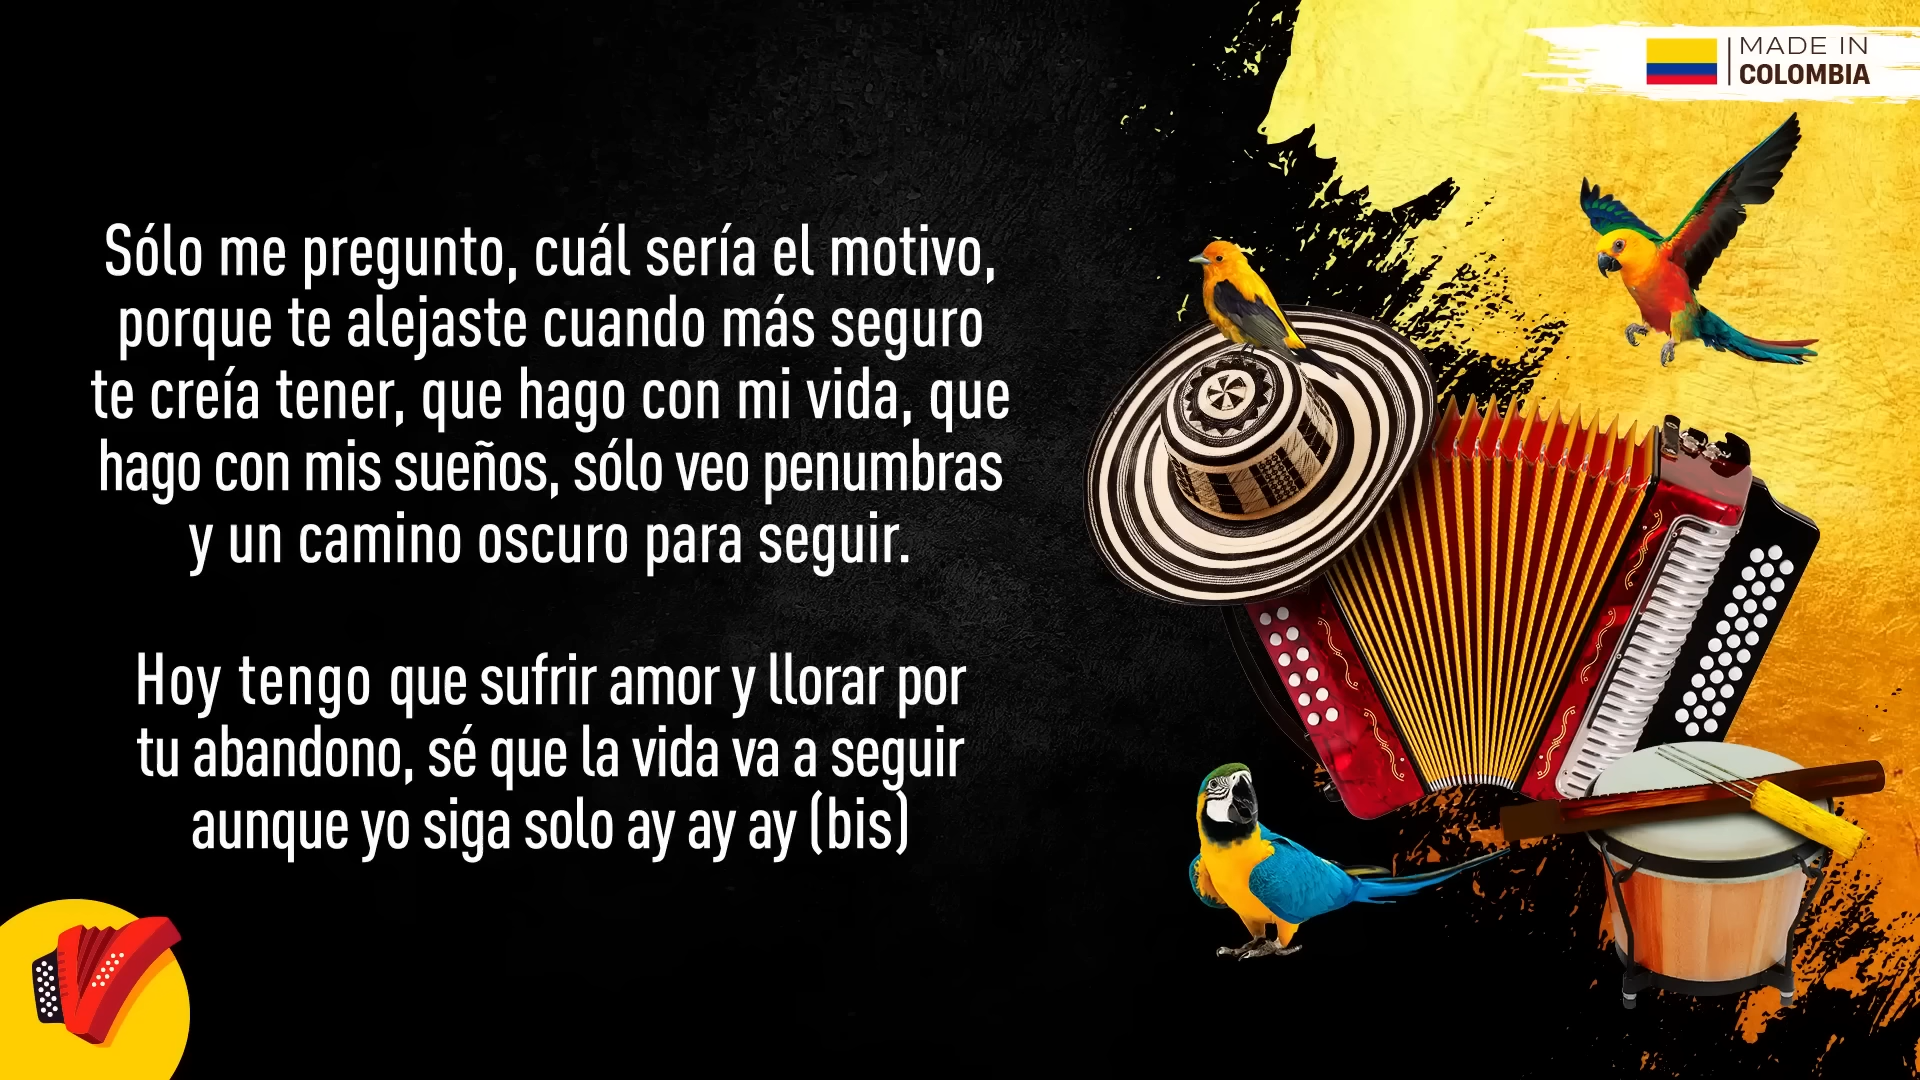 MADE IN
COLOMBIA
Sólo me pregunto, cuál sería el motivo,
porque te alejaste cuando más seguro
te creía tener, que hago con mi vida, que
hago con mis sueños, sólo veo penumbras
y un camino oscuro para seguir.
Hoy tengo que sufrir amor y llorar por
tu abandono, sé que la vida va a seguir
aunque yo siga solo ay ay ay (bis)